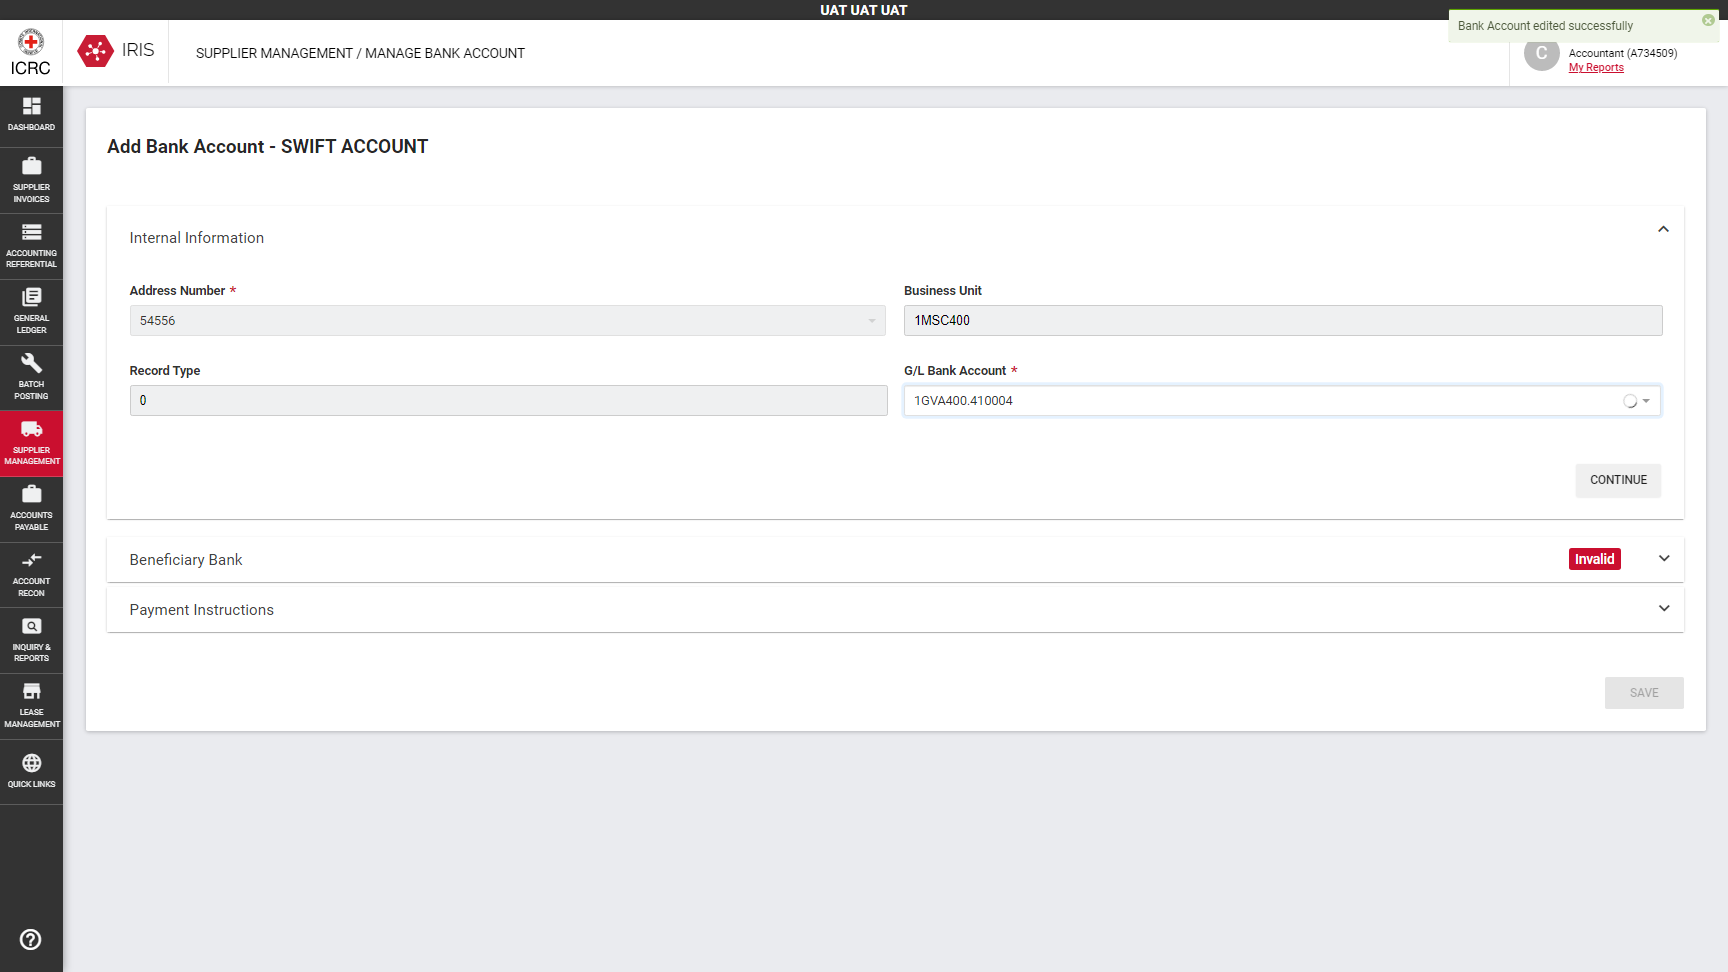 UAT UAT UAT
Bank Account edited successfully
ICRC
IRIS
SUPPLIER MANAGEMENT / MANAGE BANK ACCOUNT
C
Accountant (A734509)
My Reports
DASHBOARD
SUPPLIER
INVOICES
ACCOUNTING
REFERENTIAL
GENERAL
LEDGER
BATCH
POSTING
SUPPLIER
MANAGEMENT
ACCOUNTS
PAYABLE
ACCOUNT
RECON
INQUIRY &
REPORTS
LEASE
MANAGEMENT
QUICK LINKS
Add Bank Account - SWIFT ACCOUNT
Internal Information
Address Number *
54556
Business Unit
1MSC400
Record Type
0
G/L Bank Account *
1GVA400.410004
CONTINUE
Beneficiary Bank
Invalid
Payment Instructions
SAVE